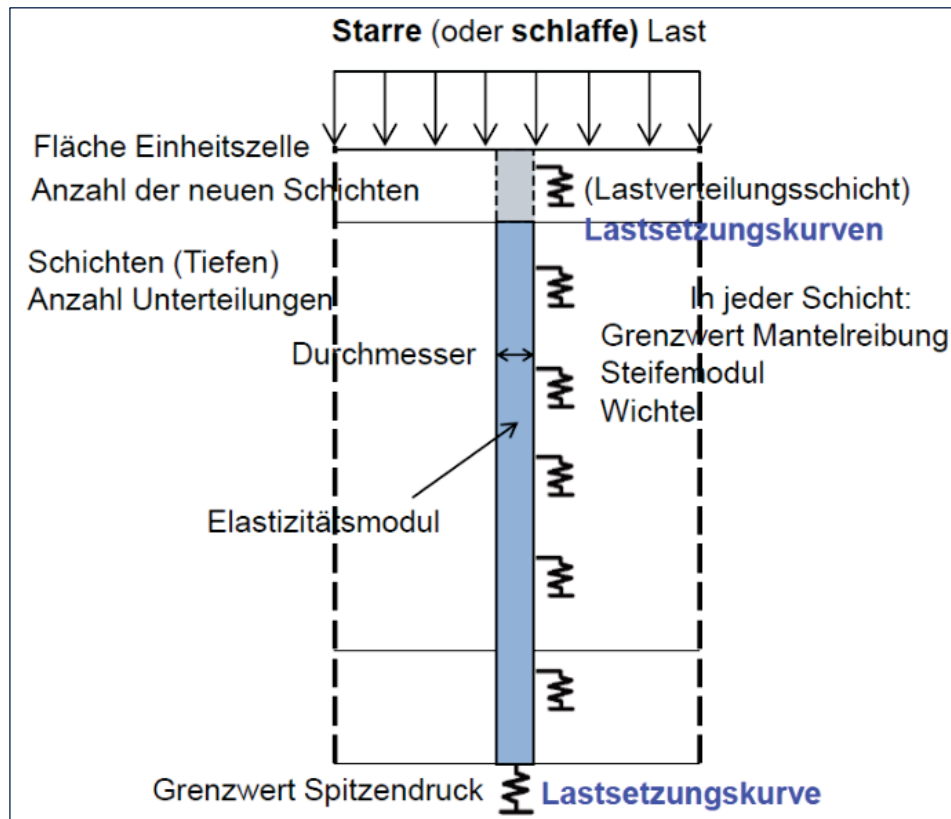 Starre (oder schlaffe) Last
Fläche Einheitszelle
Anzahl der neuen Schichten
(Lastverteilungsschicht)
Lastsetzungskurven
Schichten (Tiefen)
Anzahl Unterteilungen
In jeder Schicht:
Grenzwert Mantelreibung
Steifemodul
Wichte
Durchmesser
Elastizitätsmodul
Grenzwert Spitzendruck
Lastsetzungskurve